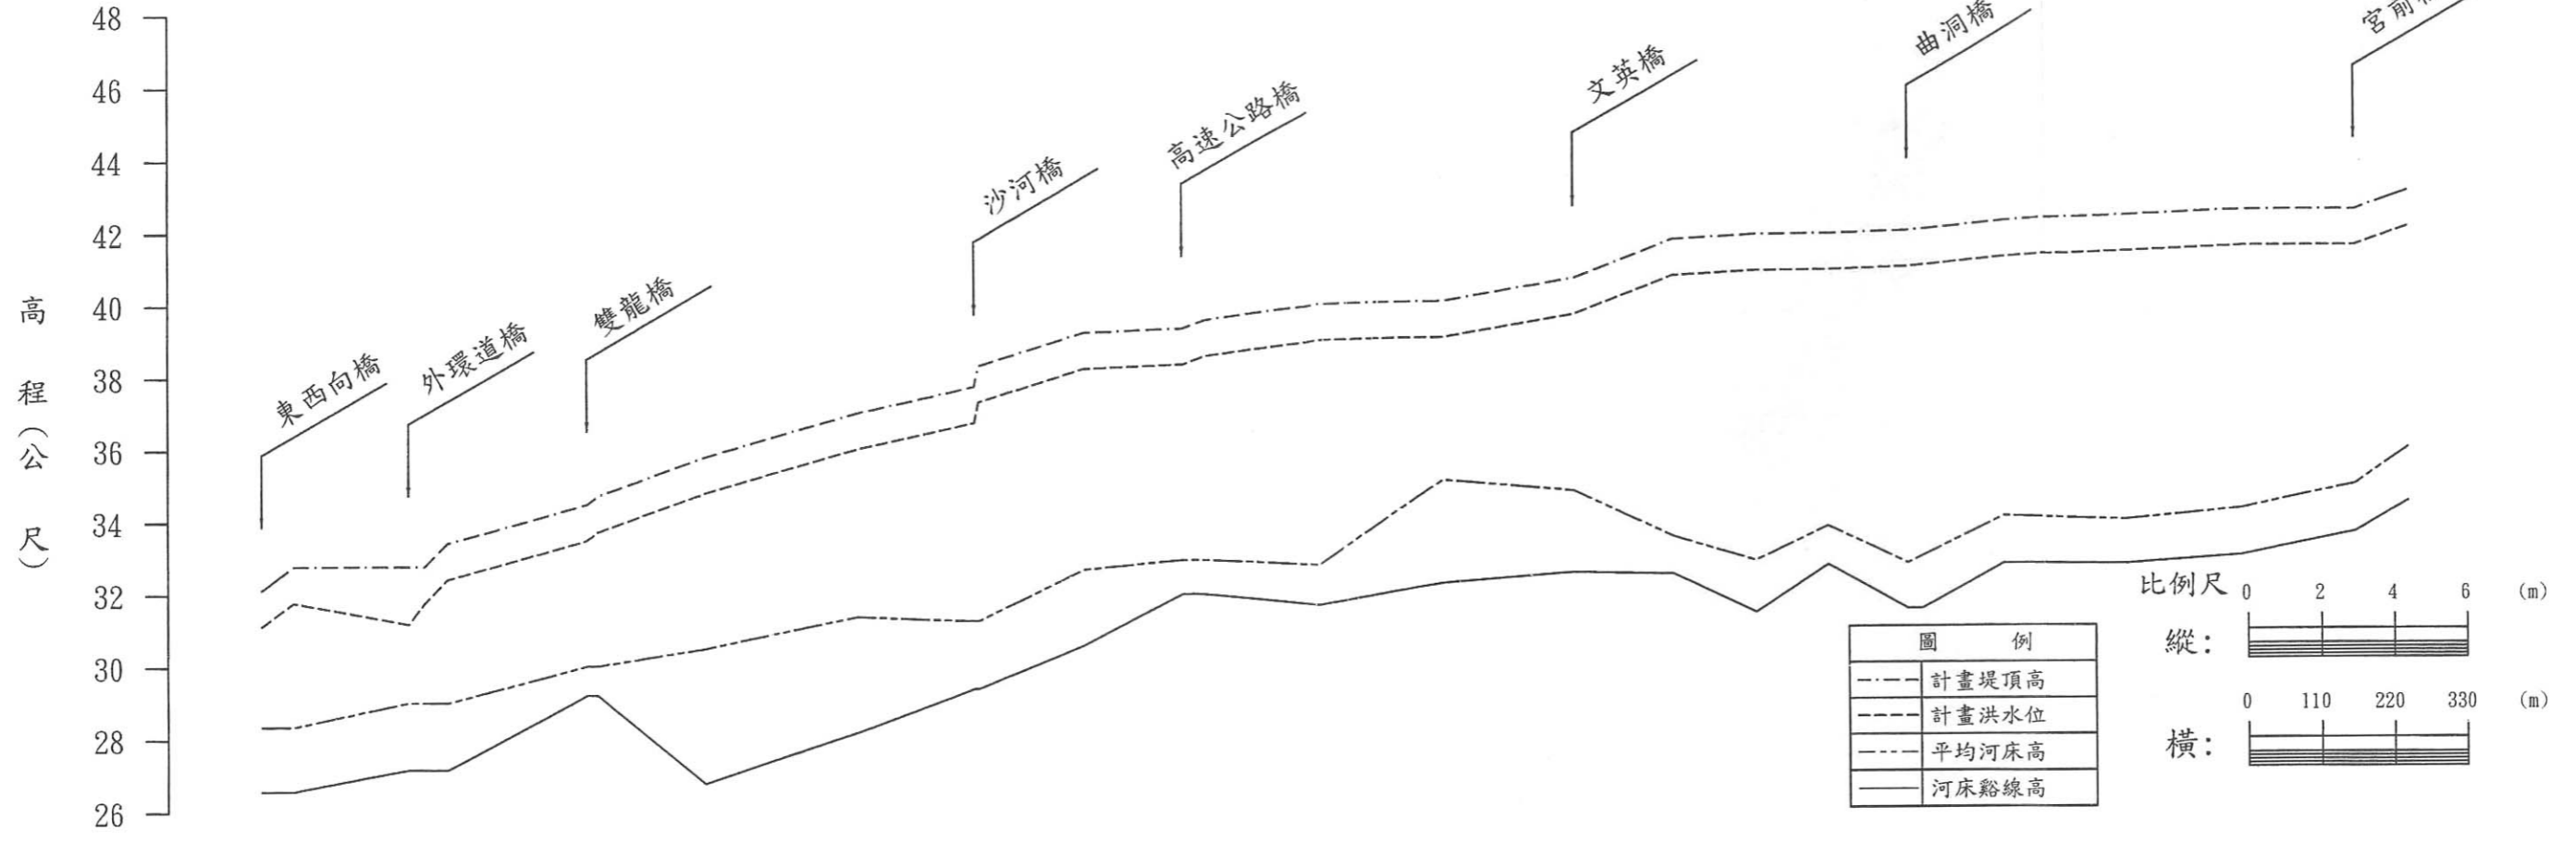 48
46
44
42
40
38
36
34
32
30
28
26
高程(公尺)
東西向橋
外環道橋
雙龍橋
沙河橋
高速公路橋
文英橋
曲洞橋
宮前
比例尺
0 2 4 6 (m)
縱:
0 110 220 330 (m)
橫:
圖例
計畫堤頂高
計畫洪水位
平均河床高
河床谿線高